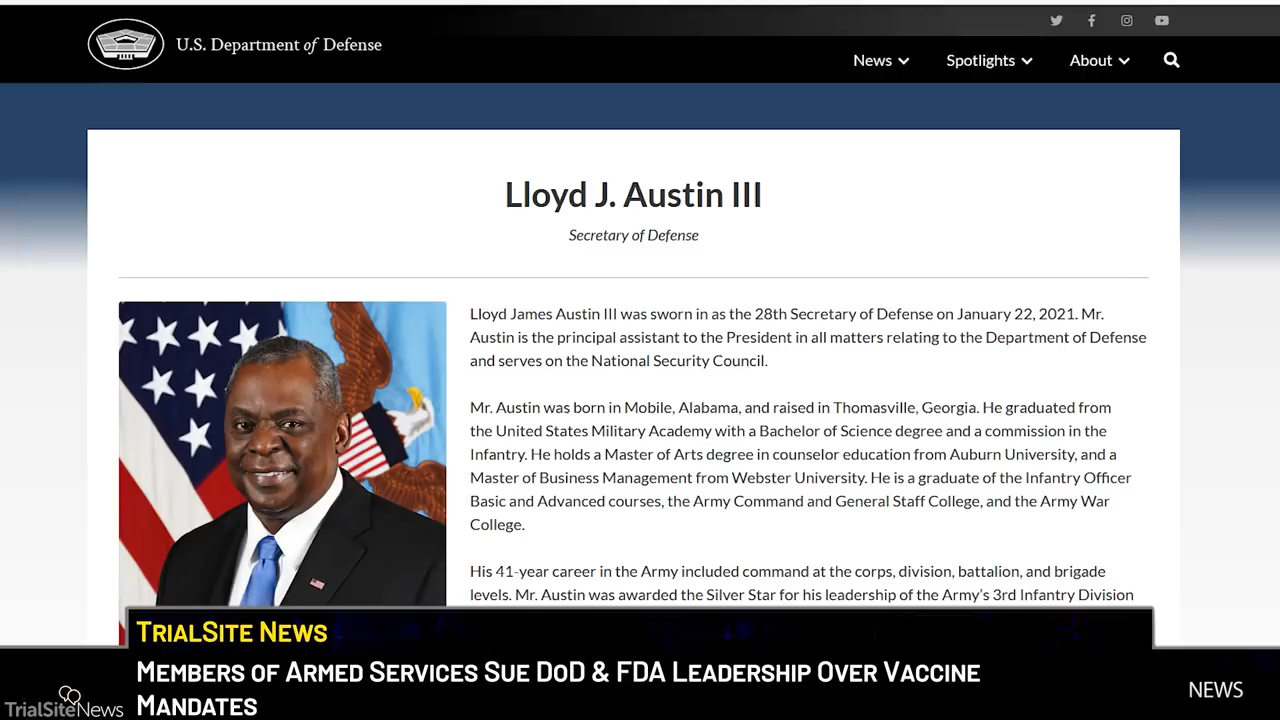 U.S. Department of Defense
News
Spotlights
About
Lloyd J. Austin III
Secretary of Defense
Lloyd James Austin III was sworn in as the 28th Secretary of Defense on January 22, 2021. Mr.
Austin is the principal assistant to the President in all matters relating to the Department of Defense
and serves on the National Security Council.
Mr. Austin was born in Mobile, Alabama, and raised in Thomasville, Georgia. He graduated from
the United States Military Academy with a Bachelor of Science degree and a commission in the
Infantry. He holds a Master of Arts degree in counselor education from Auburn University, and a
Master of Business Management from Webster University. He is a graduate of the Infantry Officer
Basic and Advanced courses, the Army Command and General Staff College, and the Army War
College.
His 41-year career in the Army included command at the corps, division, battalion, and brigade
levels. Mr. Austin was awarded the Silver Star for his leadership of the Army's 3rd Infantry Division
TrialSite News
Members of Armed Services Sue DoD & FDA Leadership Over Vaccine
Mandates
TrialSiteNews
NEWS